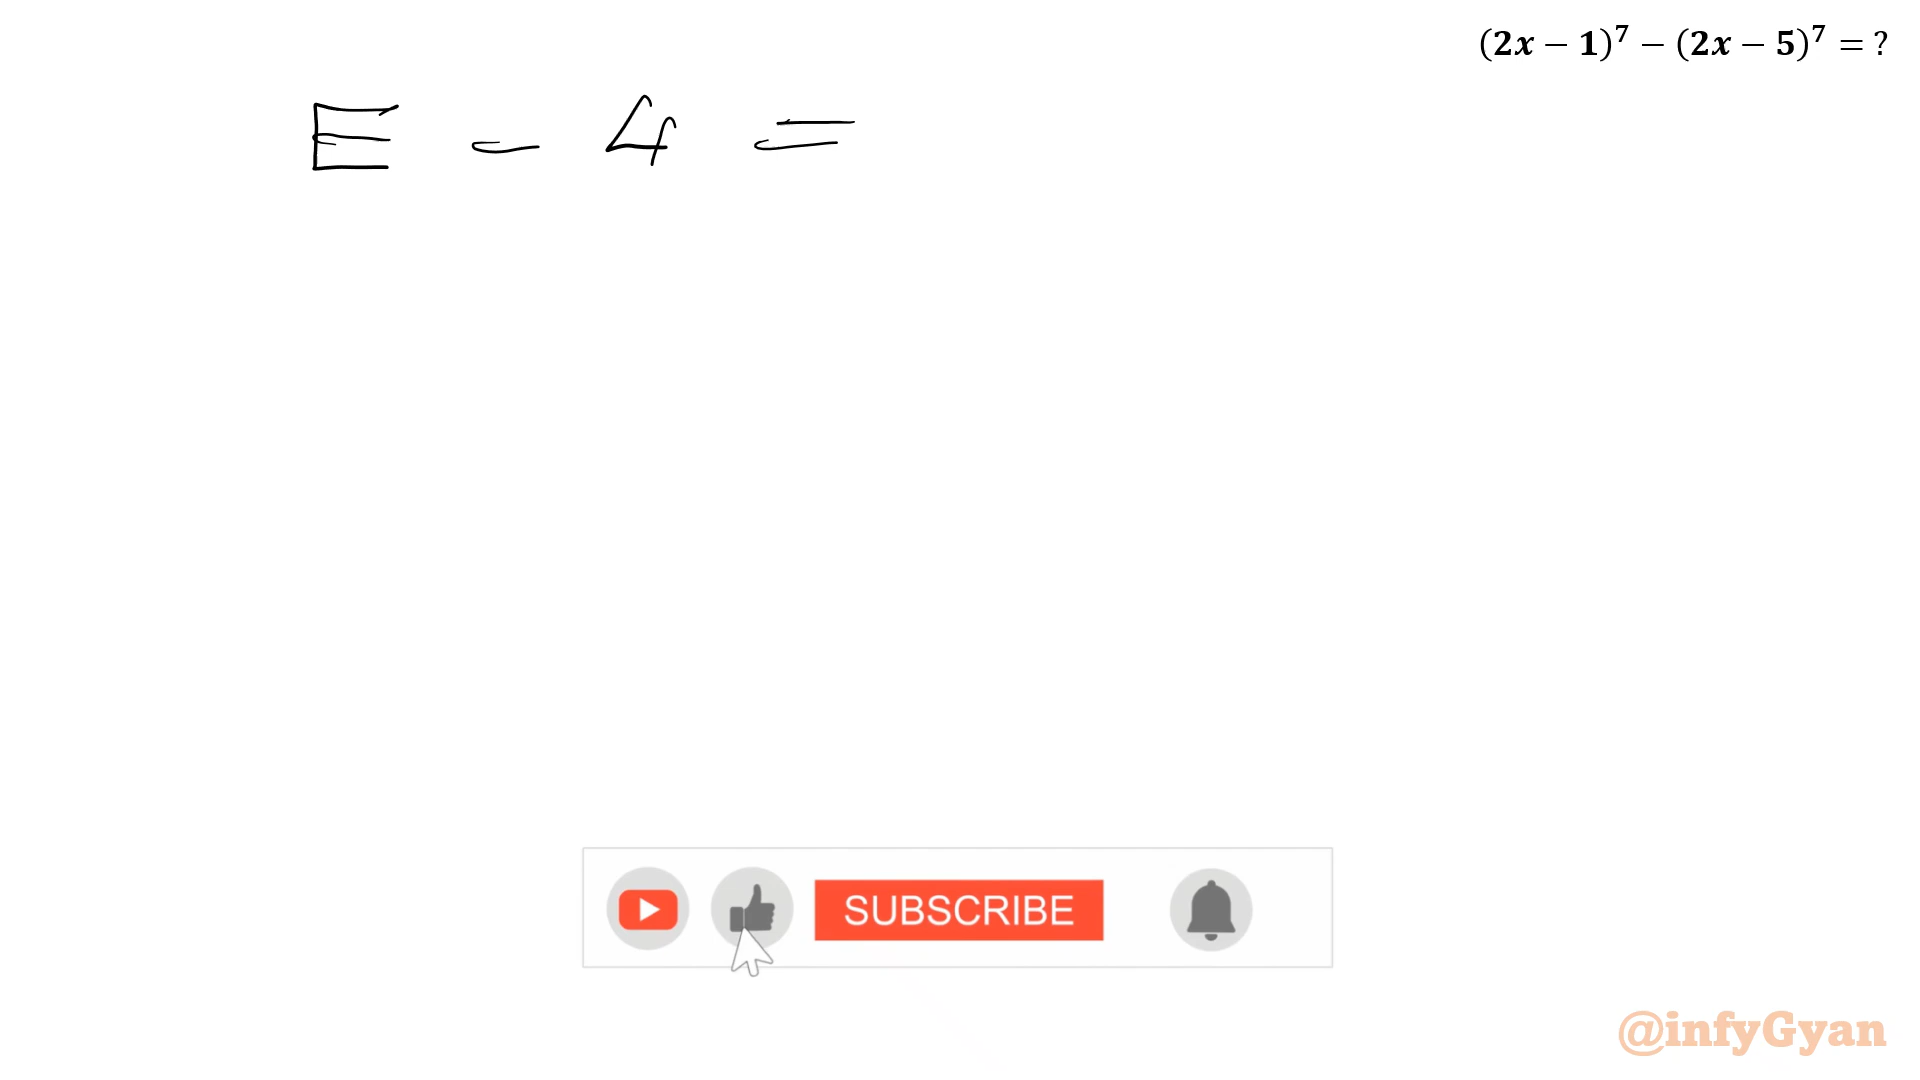 (2x − 1)⁷ − (2x − 5)⁷ = ?
E - 4 =
SUBSCRIBE
@infyGyan